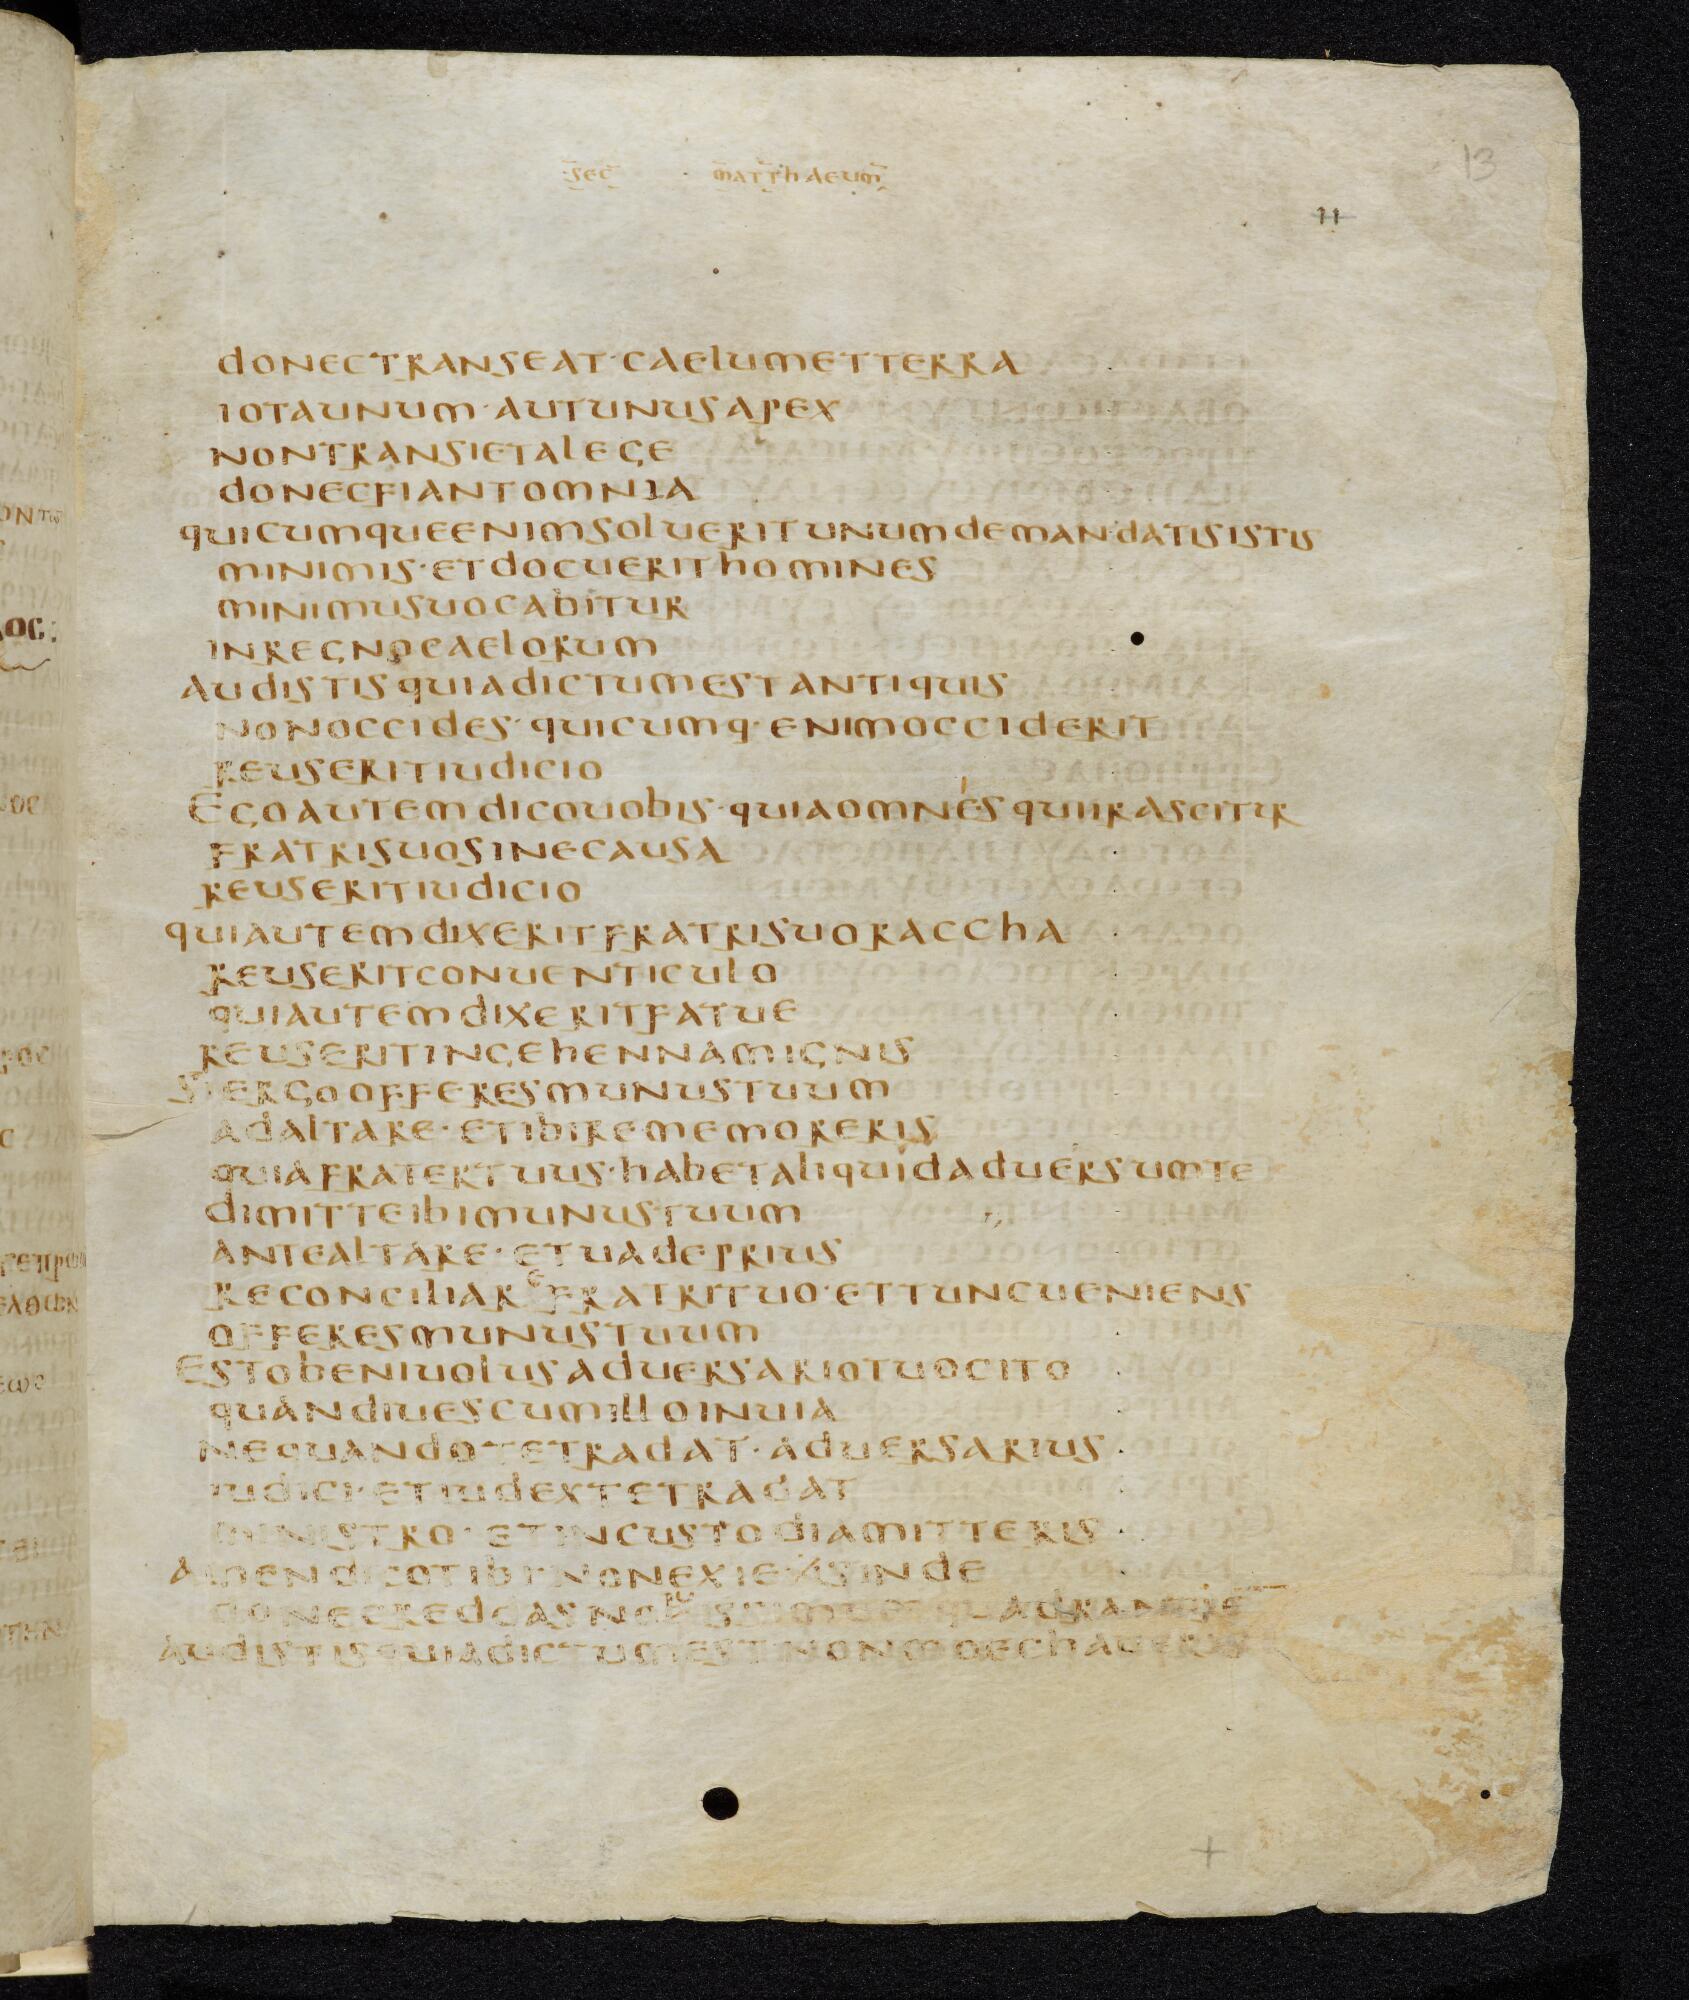 SEC · MATTHAEUM
13
11
DONEC TRANSEAT · CAELUM ET TERRA
IOTA UNUM · AUT UNUS APEX
NON TRANSIET A LEGE
DONEC FIANT OMNIA
QUICUMQUE ENIM SOLUERIT UNUM DE MANDATIS ISTIS
MINIMIS · ET DOCUERIT HOMINES
MINIMUS UOCABITUR
IN REGNO CAELORUM
AUDISTIS QUIA DICTUM EST ANTIQUIS
NON OCCIDES · QUICUMQ · ENIM OCCIDERIT
REUS ERIT IUDICIO
EGO AUTEM DICO UOBIS · QUIA OMNES QUI IRASCITUR
FRATRI SUO SINE CAUSA
REUS ERIT IUDICIO
QUI AUTEM DIXERIT FRATRI SUO RACCHA
REUS ERIT CONUENTICULO
QUI AUTEM DIXERIT FATUE
REUS ERIT IN GEHENNAM IGNIS
SI ERGO OFFERES MUNUS TUUM
AD ALTARE · ET IBI REMEMORERIS
QUIA FRATER TUUS · HABET ALIQUID ADUERSUM TE
DIMITTE IBI MUNUS TUUM
ANTE ALTARE · ET UADE PRIUS
RECONCILIARE FRATRI TUO · ET TUNC UENIENS
OFFERES MUNUS TUUM
ESTO BENIUOLUS ADUERSARIO TUO CITO
QUANDIU ES CUM ILLO IN UIA
NEQUANDO TE TRADAT · ADUERSARIUS
IUDICI · ET IUDEX TE TRADAT
MINISTRO · ET IN CUSTODIA MITTERIS
AMEN DICO TIBI NON EXIES INDE
DONEC REDDAS NOUISSIMUM QUADRANTE
AUDISTIS QUIA DICTUM EST NON MOECHAUERIS